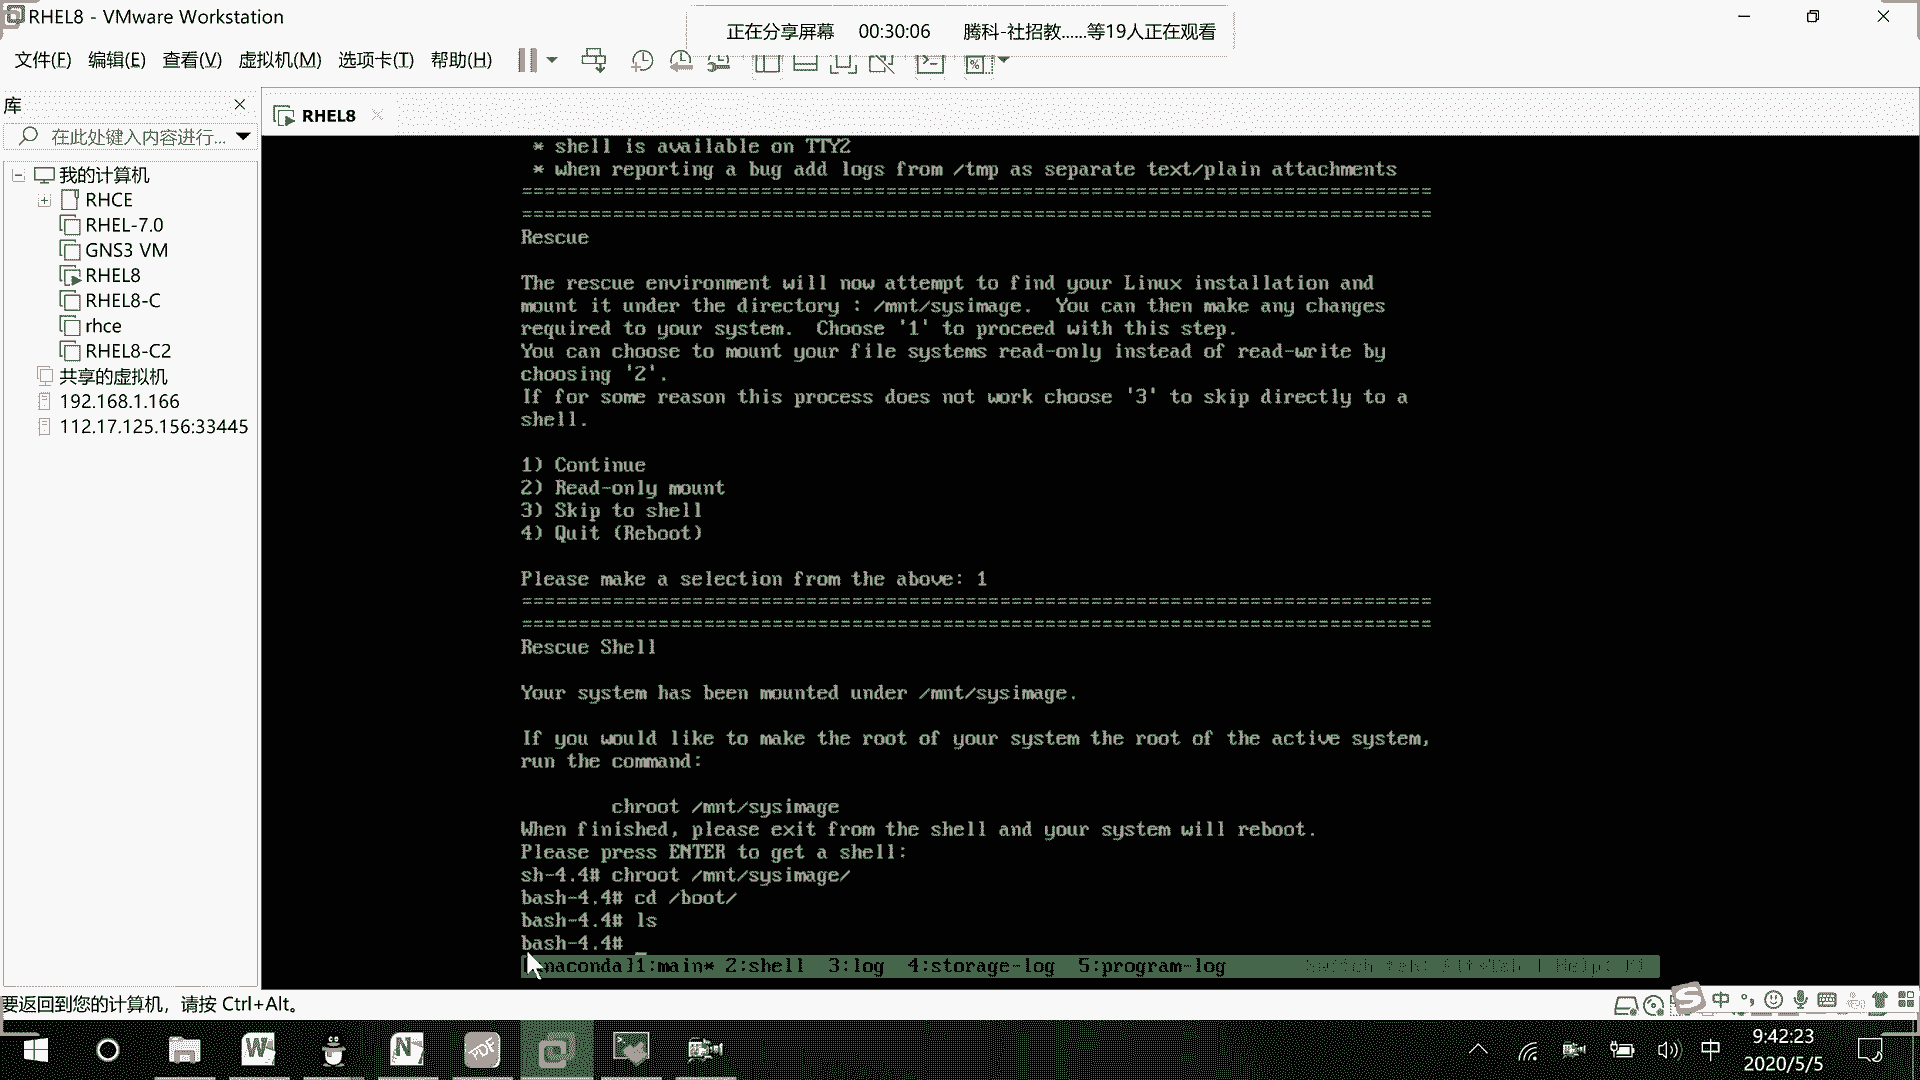 RHEL8 - VMware Workstation
正在分享屏幕 00:30:06 腾科-社招教......等19人正在观看
文件(F) 编辑(E) 查看(V) 虚拟机(M) 选项卡(T) 帮助(H)
库
在此处键入内容进行...
我的计算机
RHCE
RHEL-7.0
GNS3 VM
RHEL8
RHEL8-C
rhce
RHEL8-C2
共享的虚拟机
192.168.1.166
112.17.125.156:33445
RHEL8
* shell is available on TTY2
* when reporting a bug add logs from /tmp as separate text/plain attachments
================================================================================
================================================================================
Rescue
The rescue environment will now attempt to find your Linux installation and
mount it under the directory : /mnt/sysimage.  You can then make any changes
required to your system.  Choose '1' to proceed with this step.
You can choose to mount your file systems read-only instead of read-write by
choosing '2'.
If for some reason this process does not work choose '3' to skip directly to a
shell.
1) Continue
2) Read-only mount
3) Skip to shell
4) Quit (Reboot)
Please make a selection from the above: 1
================================================================================
================================================================================
Rescue Shell
Your system has been mounted under /mnt/sysimage.
If you would like to make the root of your system the root of the active system,
run the command:
chroot /mnt/sysimage
When finished, please exit from the shell and your system will reboot.
Please press ENTER to get a shell:
sh-4.4# chroot /mnt/sysimage/
bash-4.4# cd /boot/
bash-4.4# ls
bash-4.4# _
naconda]1:main* 2:shell  3:log  4:storage-log  5:program-log
要返回到您的计算机，请按 Ctrl+Alt。
中
中
9:42:23
2020/5/5